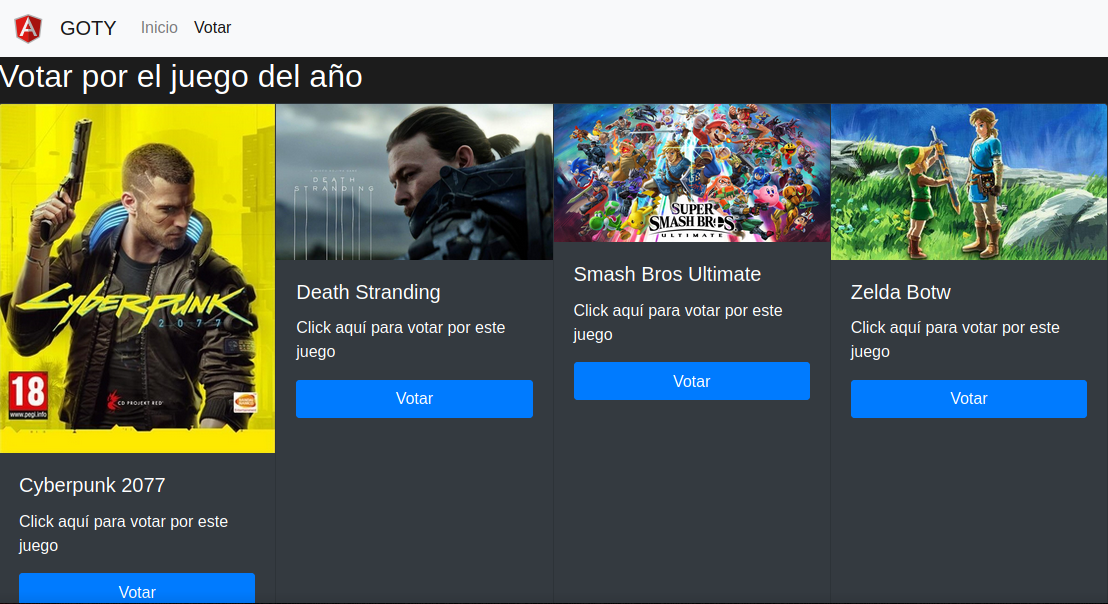 GOTY Inicio Votar
Votar por el juego del año
CYBERPUNK
2077
18
www.pegi.info
CD PROJEKT RED
Cyberpunk 2077
Click aquí para votar por este
juego
Votar
DEATH
STRANDING
Death Stranding
Click aquí para votar por este
juego
Votar
SUPER
SMASH BROS
ULTIMATE
Smash Bros Ultimate
Click aquí para votar por este
juego
Votar
Zelda Botw
Click aquí para votar por este
juego
Votar